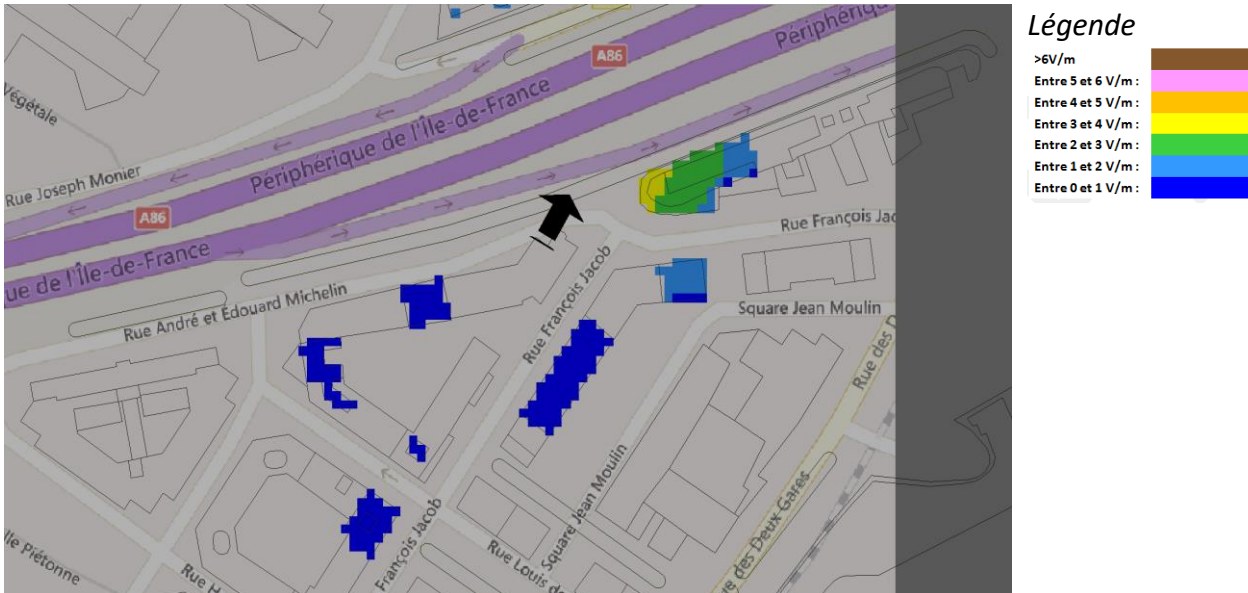 Légende
>6V/m
Entre 5 et 6 V/m :
Entre 4 et 5 V/m :
Entre 3 et 4 V/m :
Entre 2 et 3 V/m :
Entre 1 et 2 V/m :
Entre 0 et 1 V/m :
Périphériqu
A86
Végétale
Périphérique de l'Île-de-France
Rue Joseph Monier
A86
ue de l'Île-de-France
Rue François Jac
Rue André et Edouard Michelin
Rue François Jacob
Square Jean Moulin
Rue des D
Square Jean Moulin
ue des Deux Gares
François Jacob
Rue Louis de
lle Piétonne
Rue H